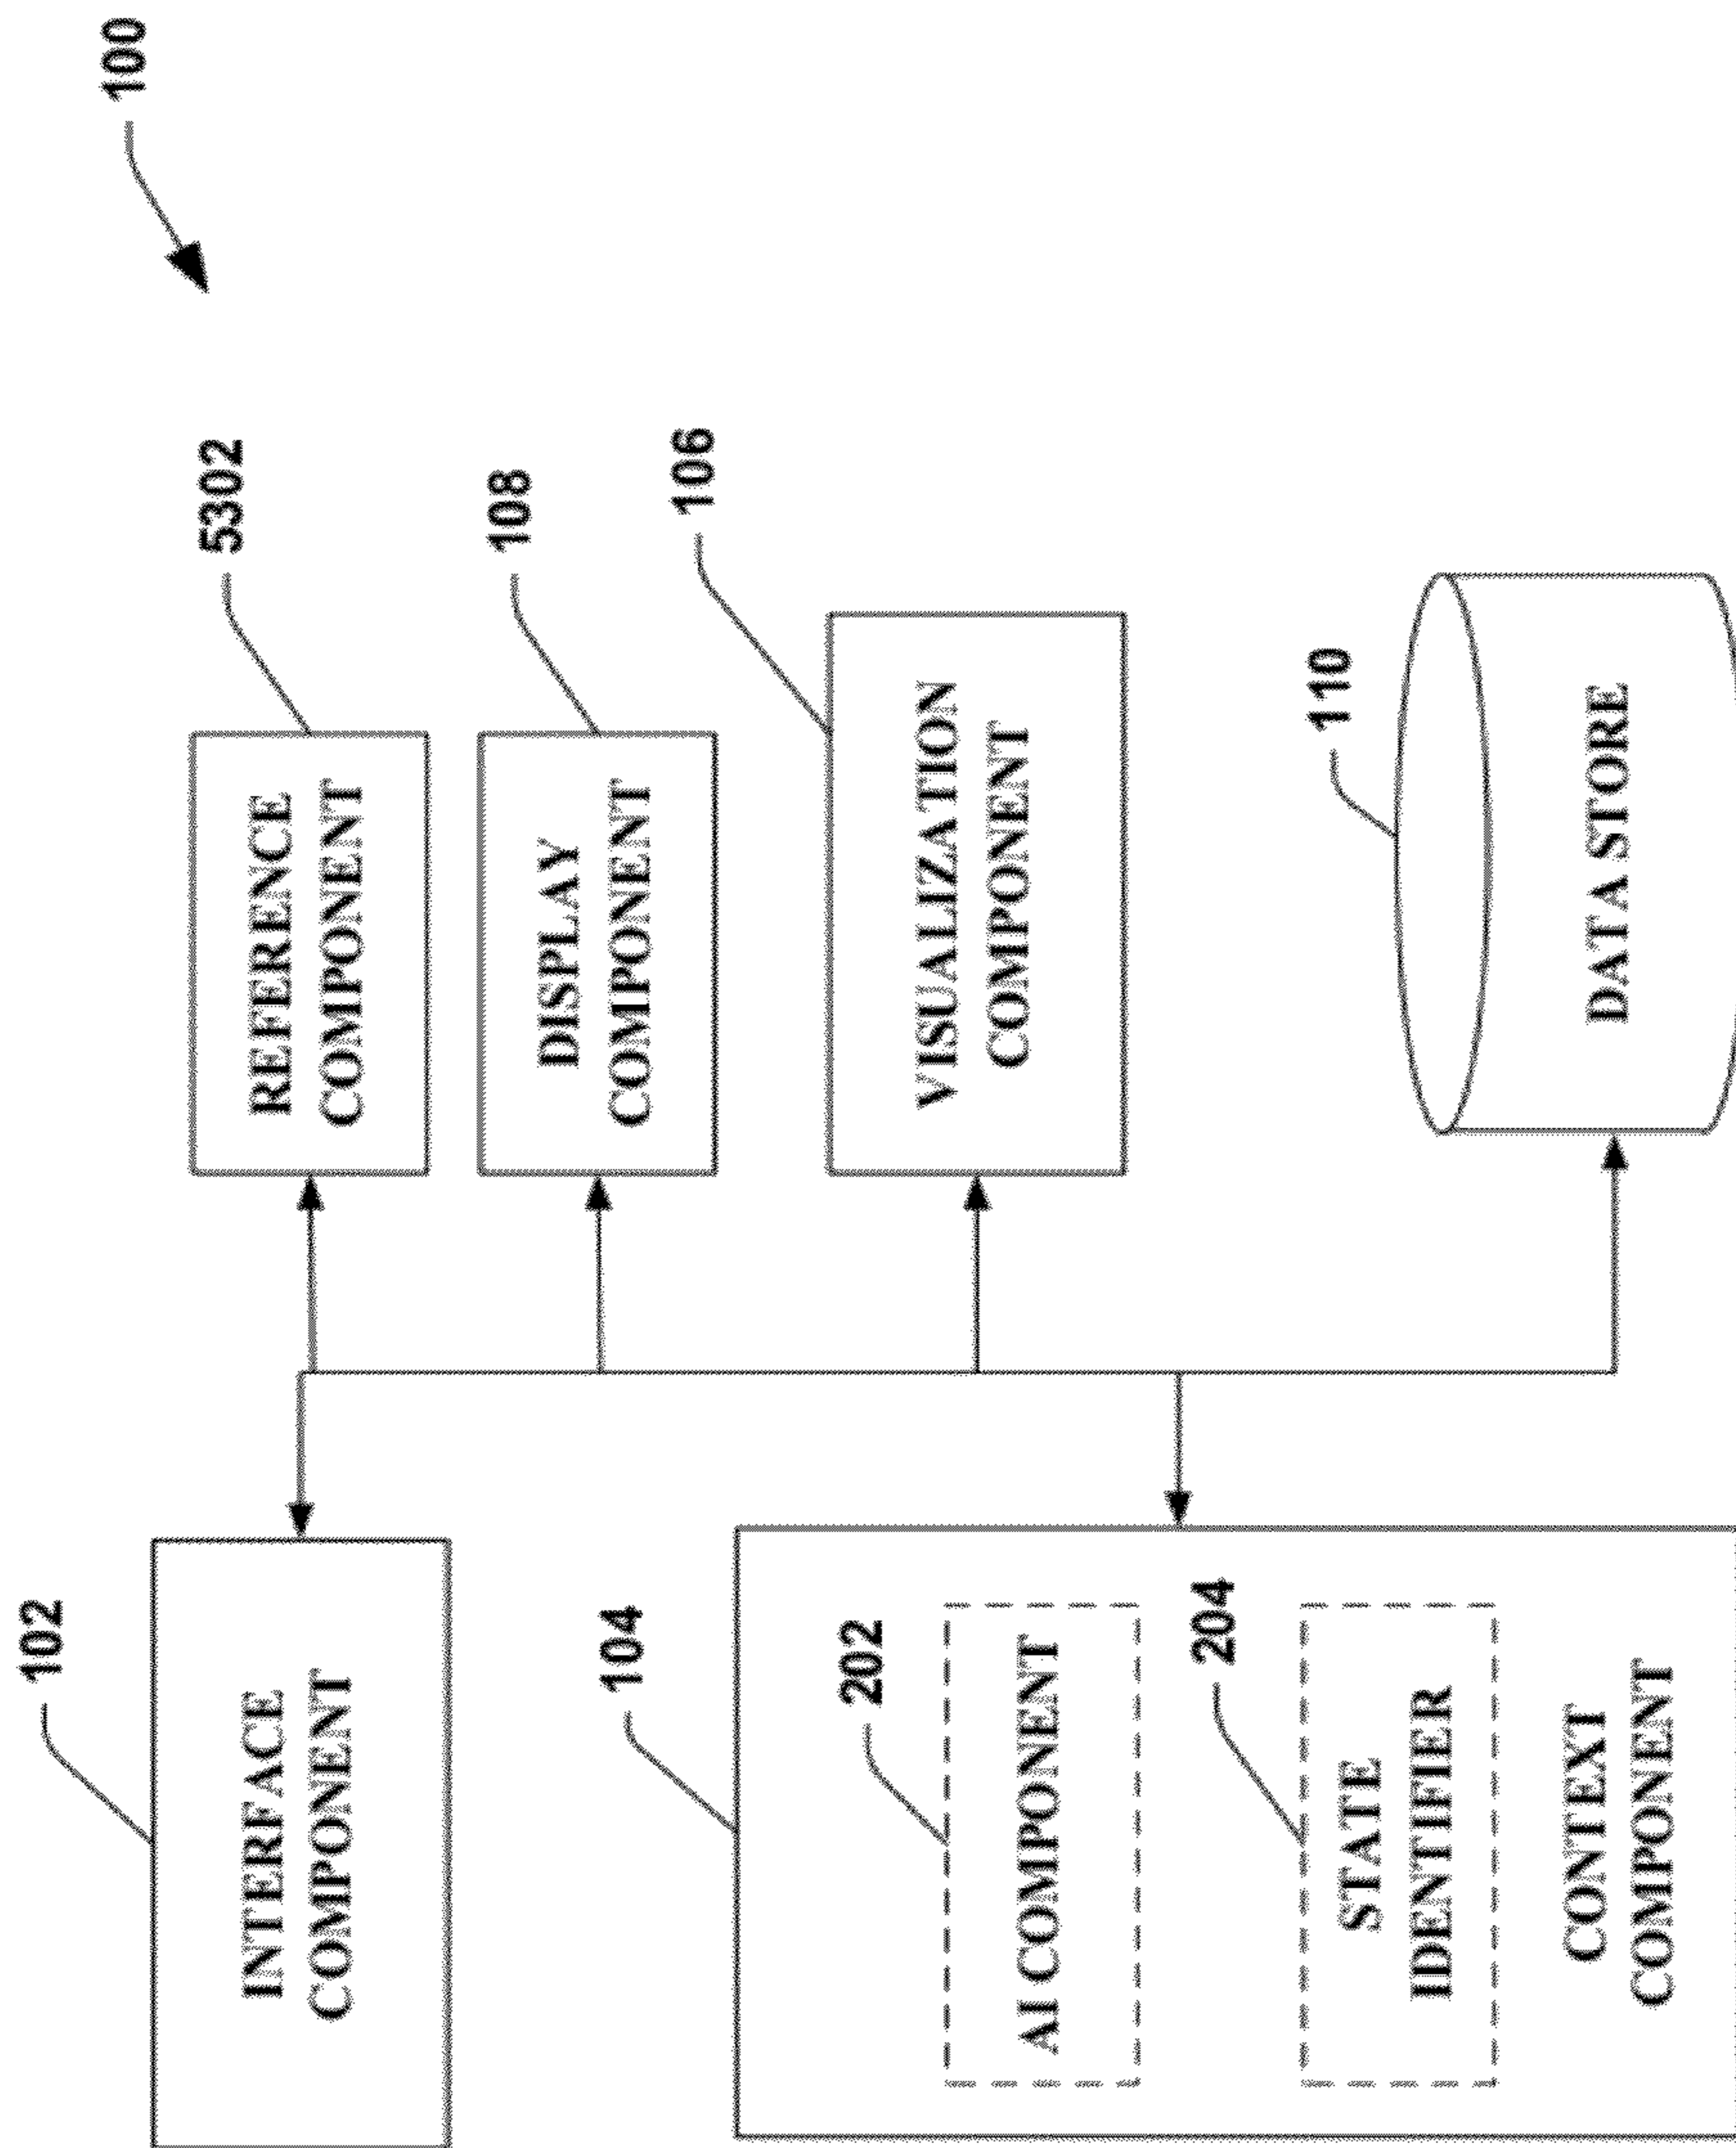 100
102
INTERFACE
COMPONENT
5302
REFERENCE
COMPONENT
108
DISPLAY
COMPONENT
104
202
AI COMPONENT
204
STATE
IDENTIFIER
CONTEXT
COMPONENT
106
VISUALIZATION
COMPONENT
110
DATA STORE